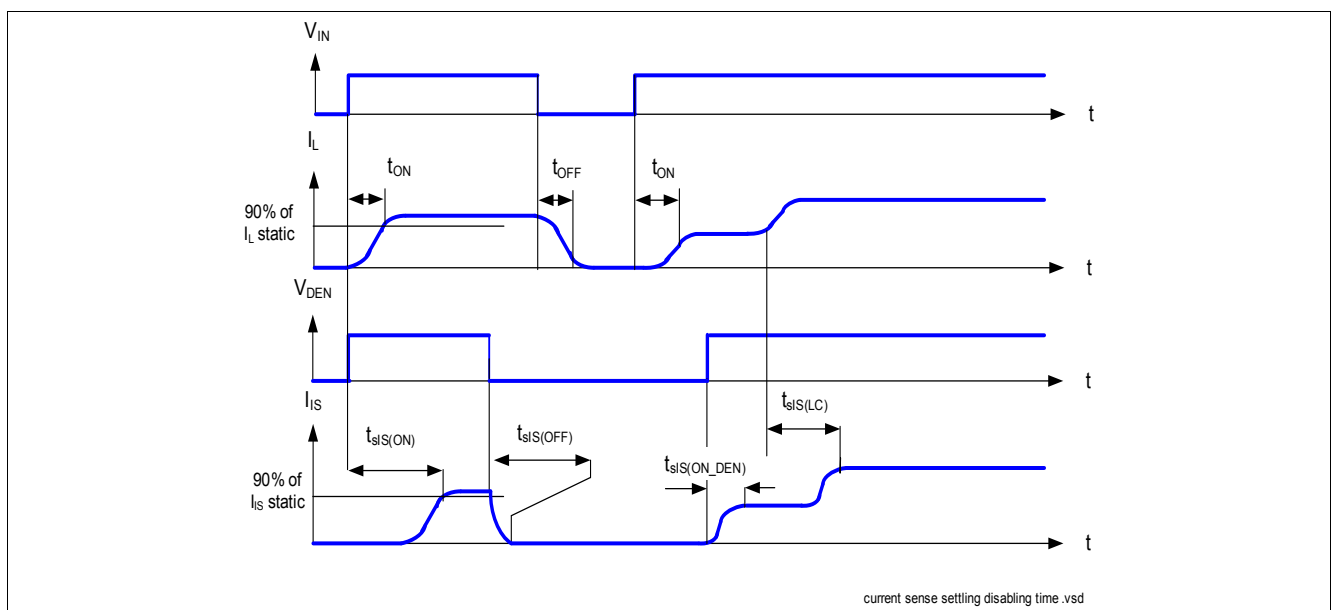 VIN
t
IL
tON
tOFF
tON
90% of
IL static
t
VDEN
t
IIS
tsIS(ON)
tsIS(OFF)
tsIS(LC)
tsIS(ON_DEN)
90% of
IIS static
t
current sense settling disabling time .vsd